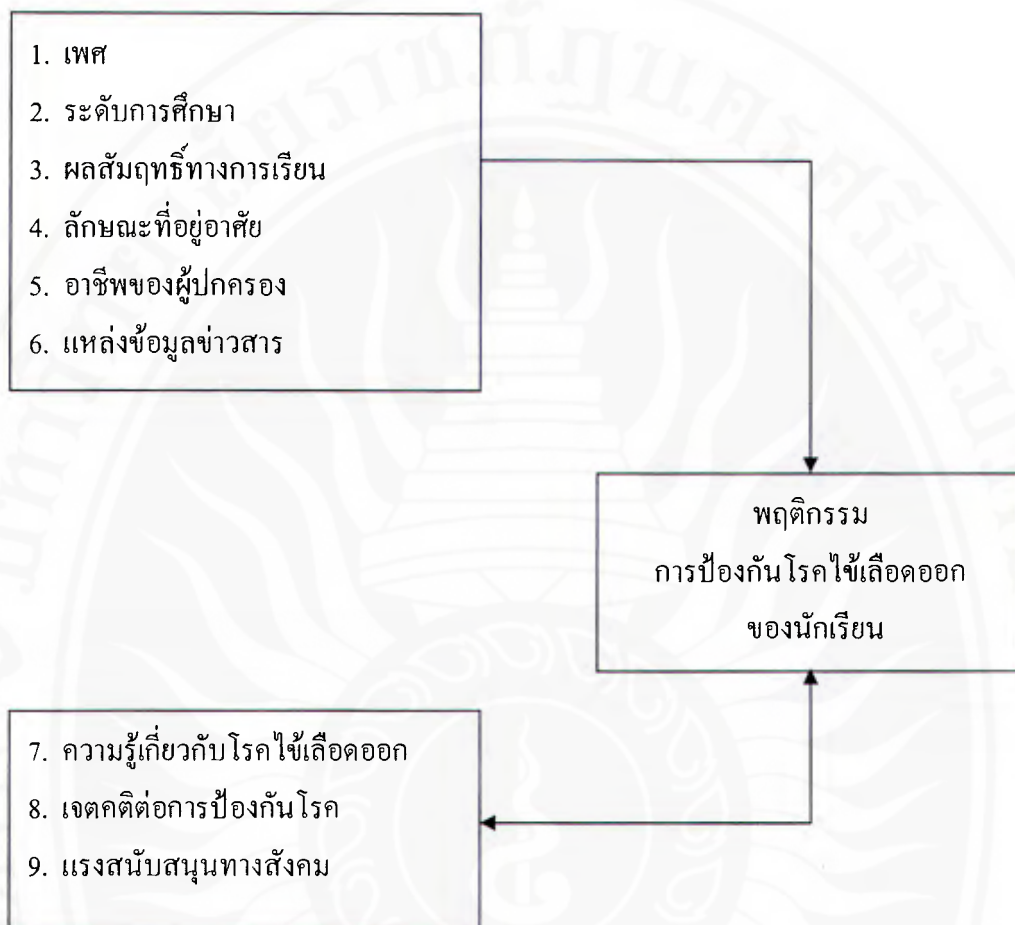 1. เพศ
2. ระดับการศึกษา
3. ผลสัมฤทธิ์ทางการเรียน
4. ลักษณะที่อยู่อาศัย
5. อาชีพของผู้ปกครอง
6. แหล่งข้อมูลข่าวสาร
พฤติกรรม
การป้องกันโรคไข้เลือดออก
ของนักเรียน
7. ความรู้เกี่ยวกับโรคไข้เลือดออก
8. เจตคติต่อการป้องกันโรค
9. แรงสนับสนุนทางสังคม